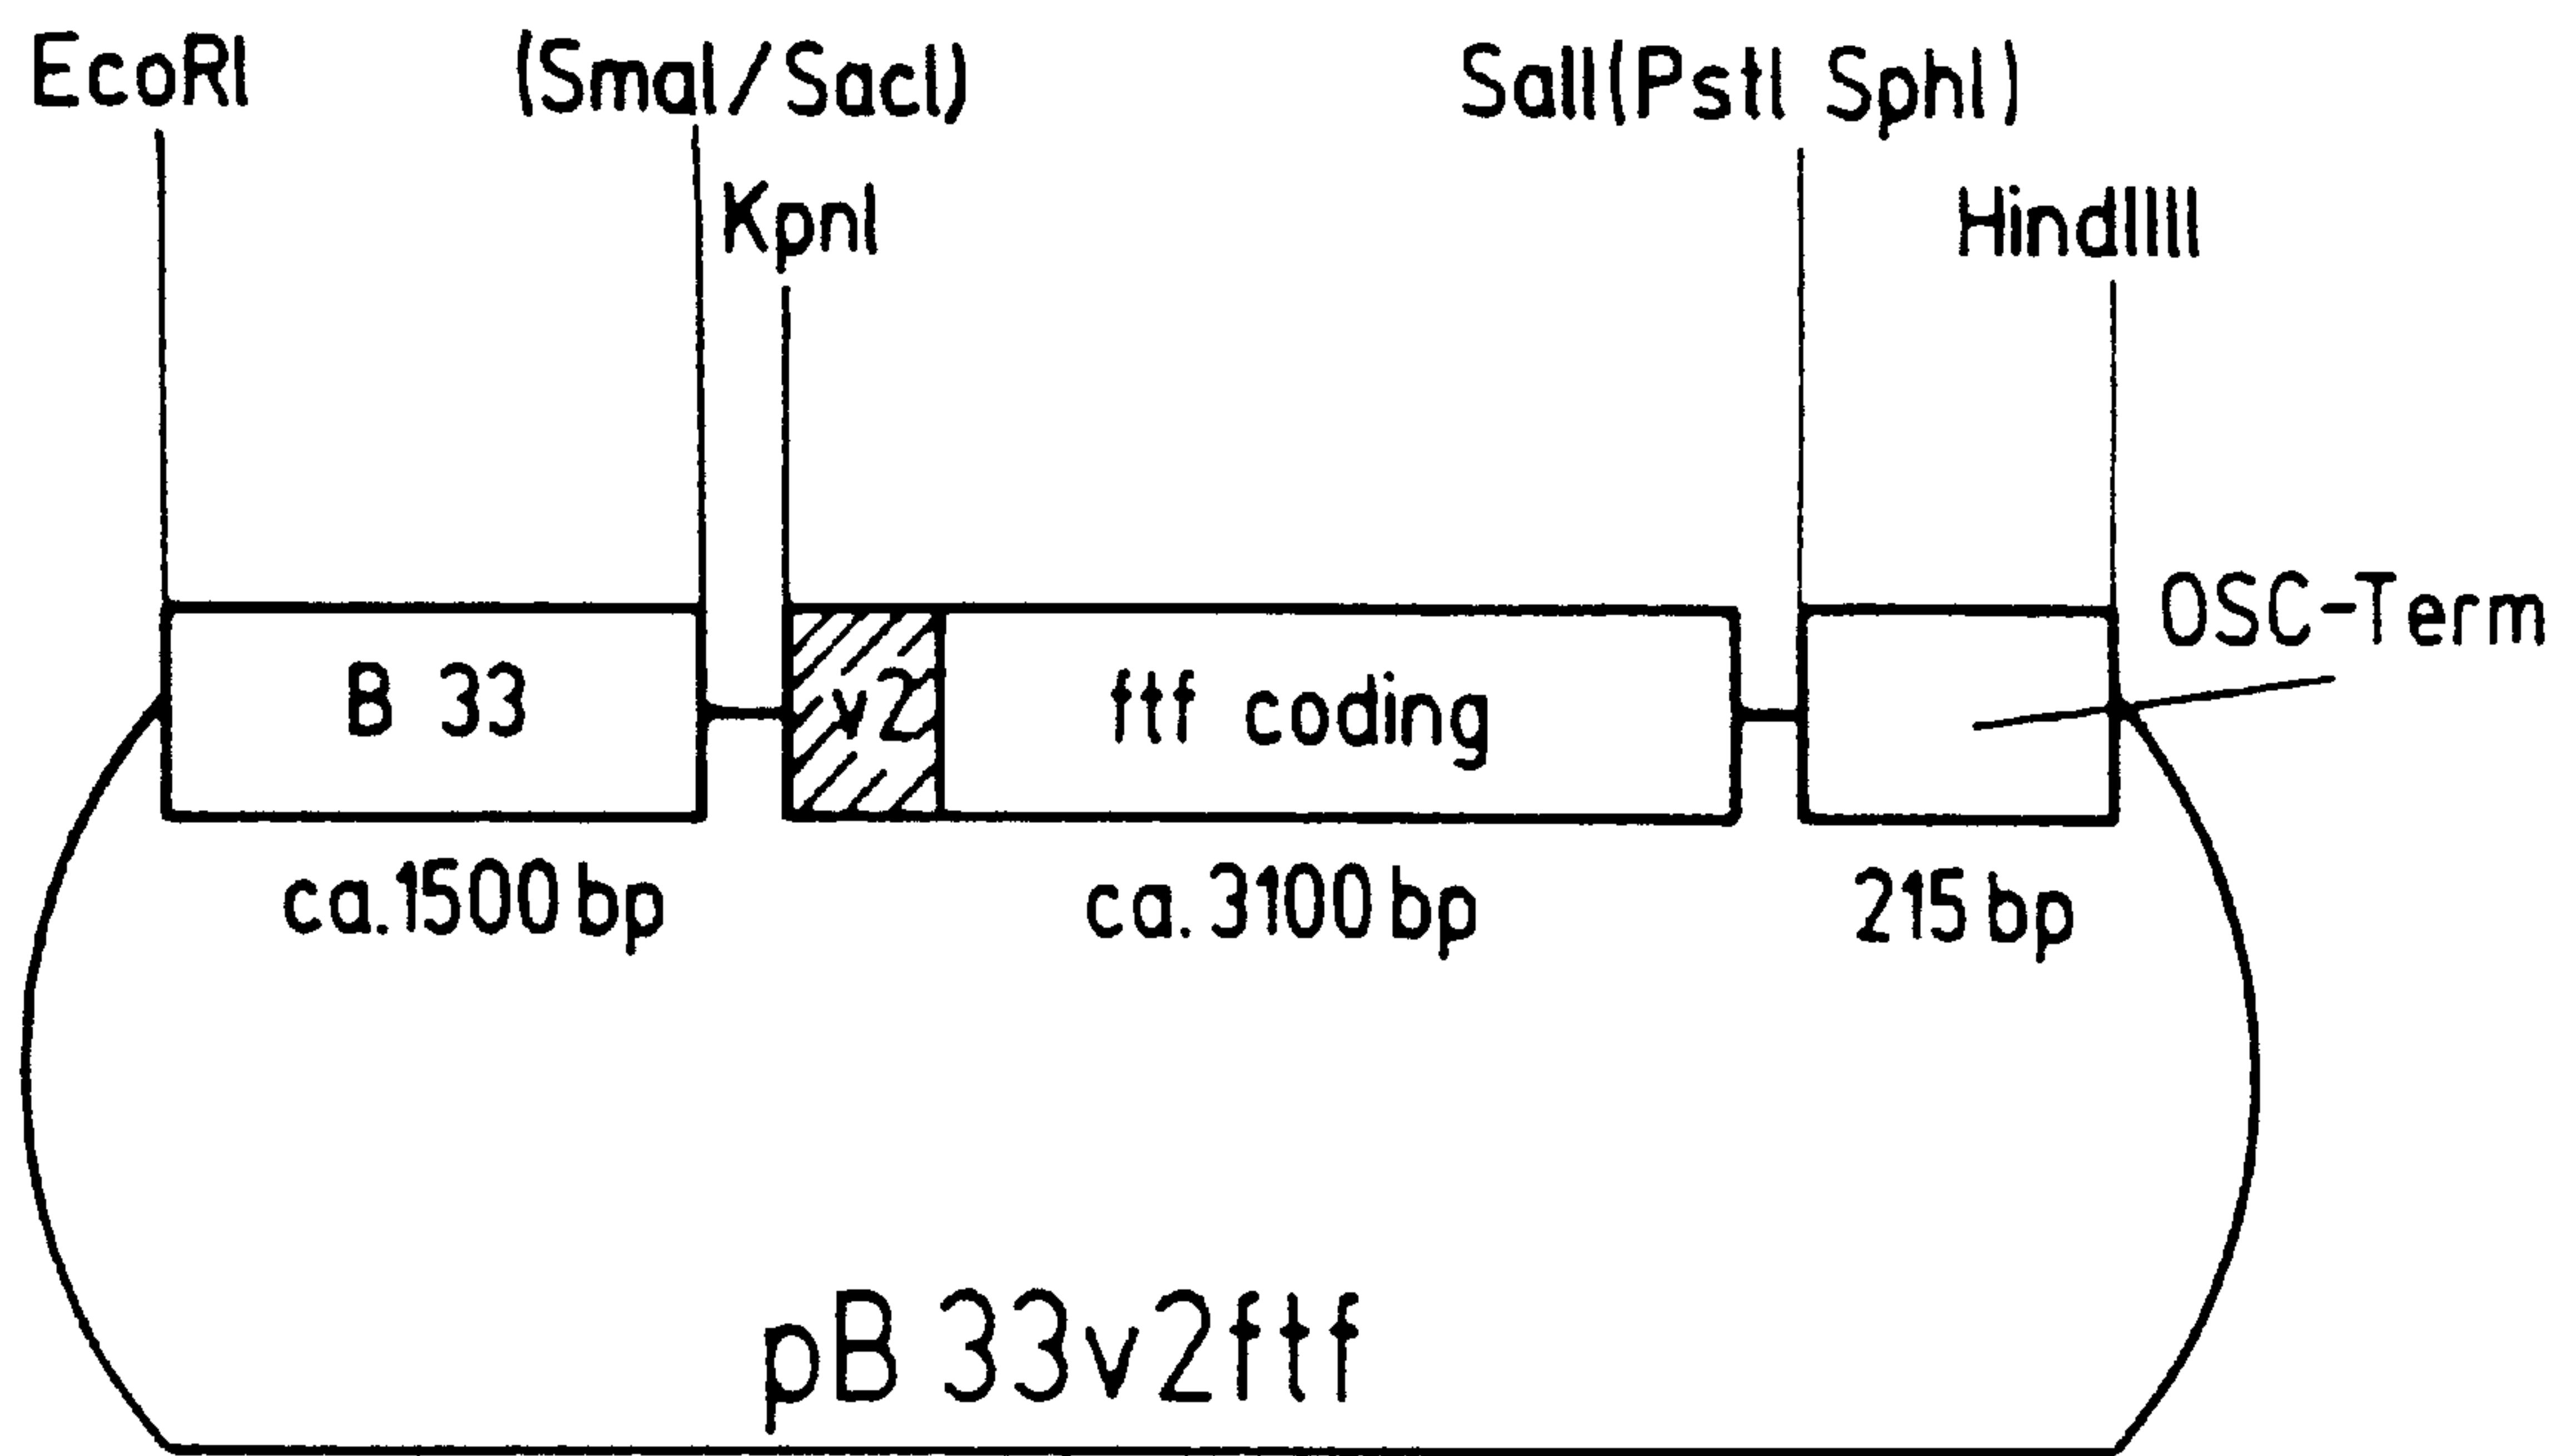 EcoRI (SmaI/SacI) SalI(PstI SphI)
KpnI HindIIII
OSC-Term
B 33 v2 ftf coding
ca.1500 bp ca. 3100 bp 215 bp
pB 33v2ftf